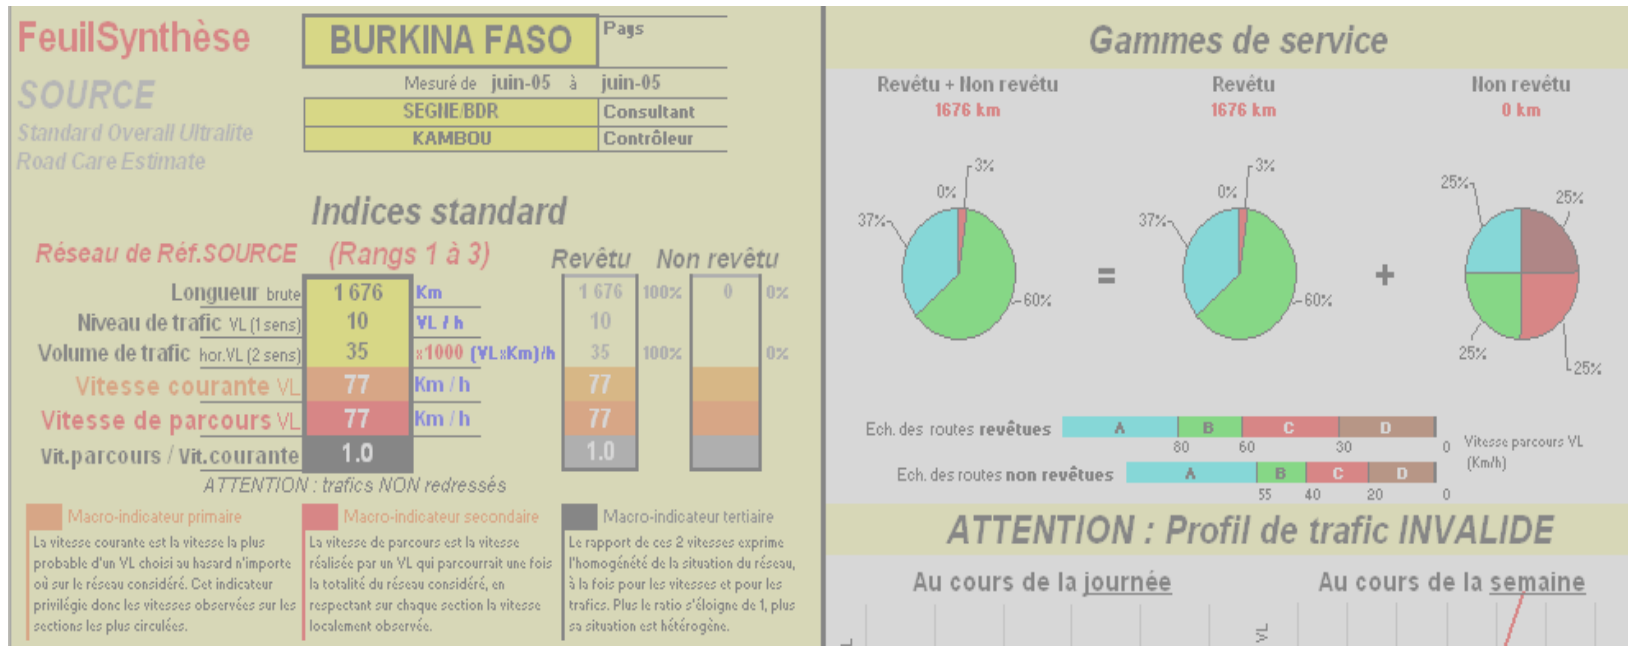 FeuilSynthèse
BURKINA FASO
Pays
SOURCE
Standard Overall Ultralite
Road Care Estimate
Mesuré de juin-05 à juin-05
SEGNE/BDR Consultant
KAMBOU Contrôleur
Indices standard
Réseau de Réf.SOURCE (Rangs 1 à 3) Revêtu Non revêtu
Longueur brute 1 676 Km 1 676 100% 0 0%
Niveau de trafic VL (1 sens) 10 VL / h 10
Volume de trafic hor.VL (2 sens) 35 x1000 (VLxKm)/h 35 100% 0%
Vitesse courante VL 77 Km / h 77
Vitesse de parcours VL 77 Km / h 77
Vit.parcours / Vit.courante 1.0 1.0
ATTENTION : trafics NON redressés
Macro-indicateur primaire
La vitesse courante est la vitesse la plus
probable d'un VL choisi au hasard n'importe
où sur le réseau considéré. Cet indicateur
privilégie donc les vitesses observées sur les
sections les plus circulées.
Macro-indicateur secondaire
La vitesse de parcours est la vitesse
réalisée par un VL qui parcourrait une fois
la totalité du réseau considéré, en
respectant sur chaque section la vitesse
localement observée.
Macro-indicateur tertiaire
Le rapport de ces 2 vitesses exprime
l'homogénéité de la situation du réseau,
à la fois pour les vitesses et pour les
trafics. Plus le ratio s'éloigne de 1, plus
sa situation est hétérogène.
Gammes de service
Revêtu + Non revêtu Revêtu Non revêtu
1676 km 1676 km 0 km
0% 3% 37% 60%
=
0% 3% 37% 60%
+
25% 25% 25% 25%
Ech. des routes revêtues A B C D
80 60 30 0
Ech. des routes non revêtues A B C D
55 40 20 0
Vitesse parcours VL
(Km/h)
ATTENTION : Profil de trafic INVALIDE
Au cours de la journée Au cours de la semaine
VL